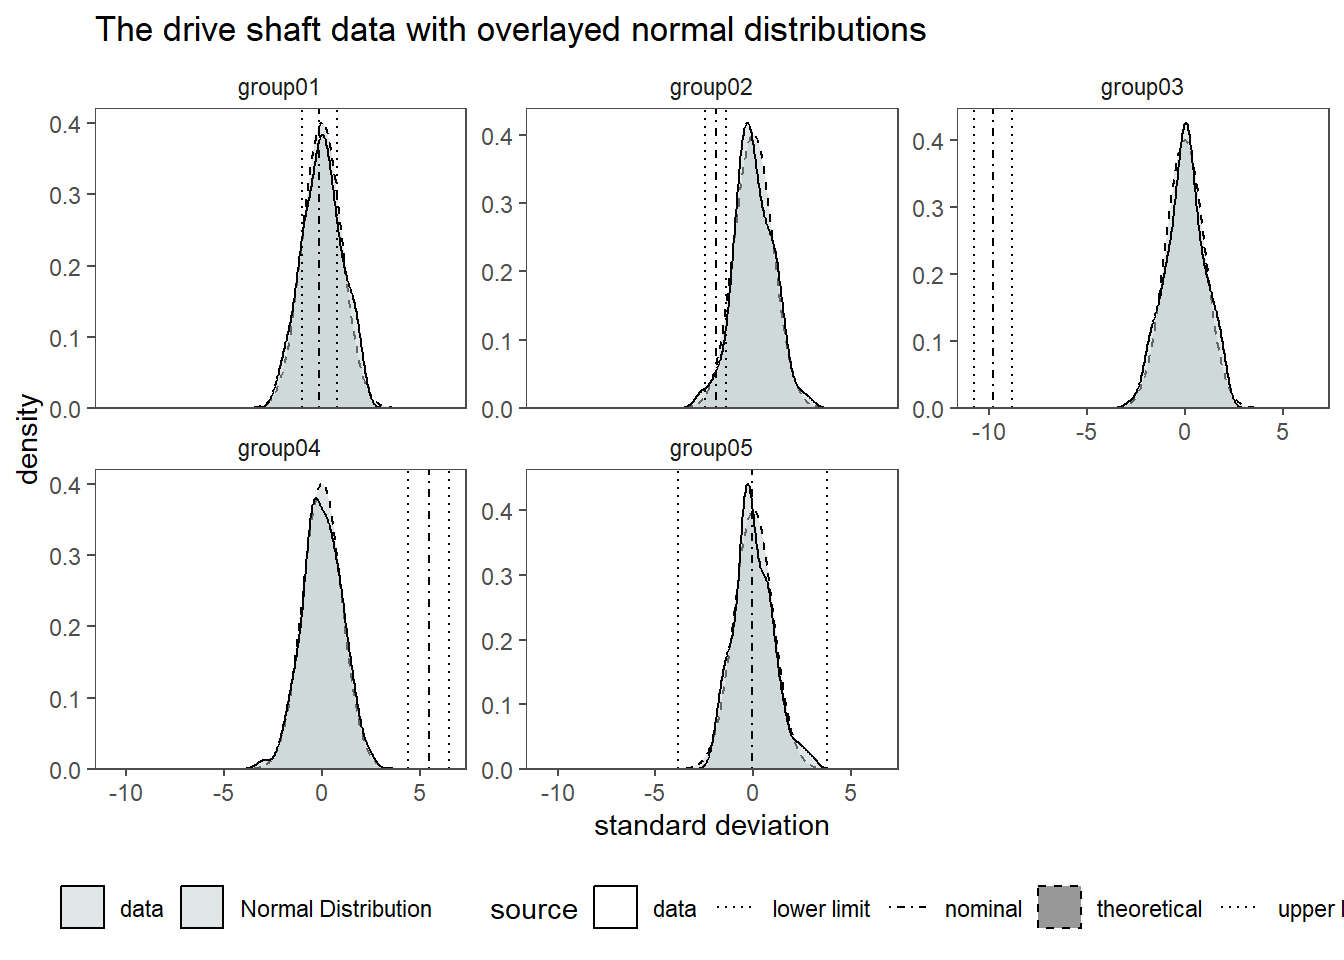 The drive shaft data with overlayed normal distributions
group01
group02
group03
0.4
0.3
0.2
0.1
0.0
0.4
0.3
0.2
0.1
0.0
0.4
0.3
0.2
0.1
0.0
-10 -5 0 5
density
group04
group05
0.4
0.3
0.2
0.1
0.0
0.4
0.3
0.2
0.1
0.0
-10 -5 0 5
-10 -5 0 5
standard deviation
data Normal Distribution source data lower limit nominal theoretical upper l